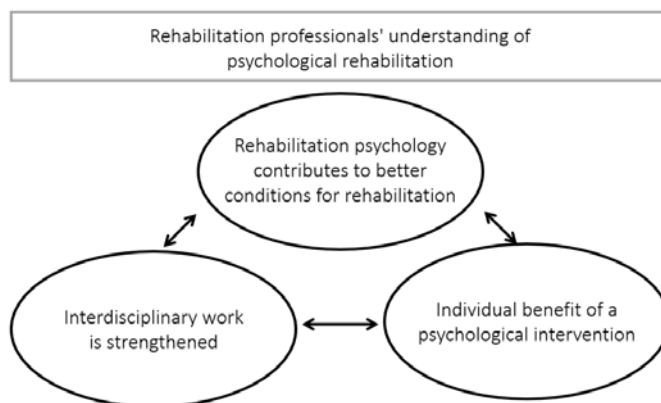 Rehabilitation professionals' understanding of
psychological rehabilitation
Rehabilitation psychology
contributes to better
conditions for rehabilitation
Interdisciplinary work
is strengthened
Individual benefit of a
psychological intervention